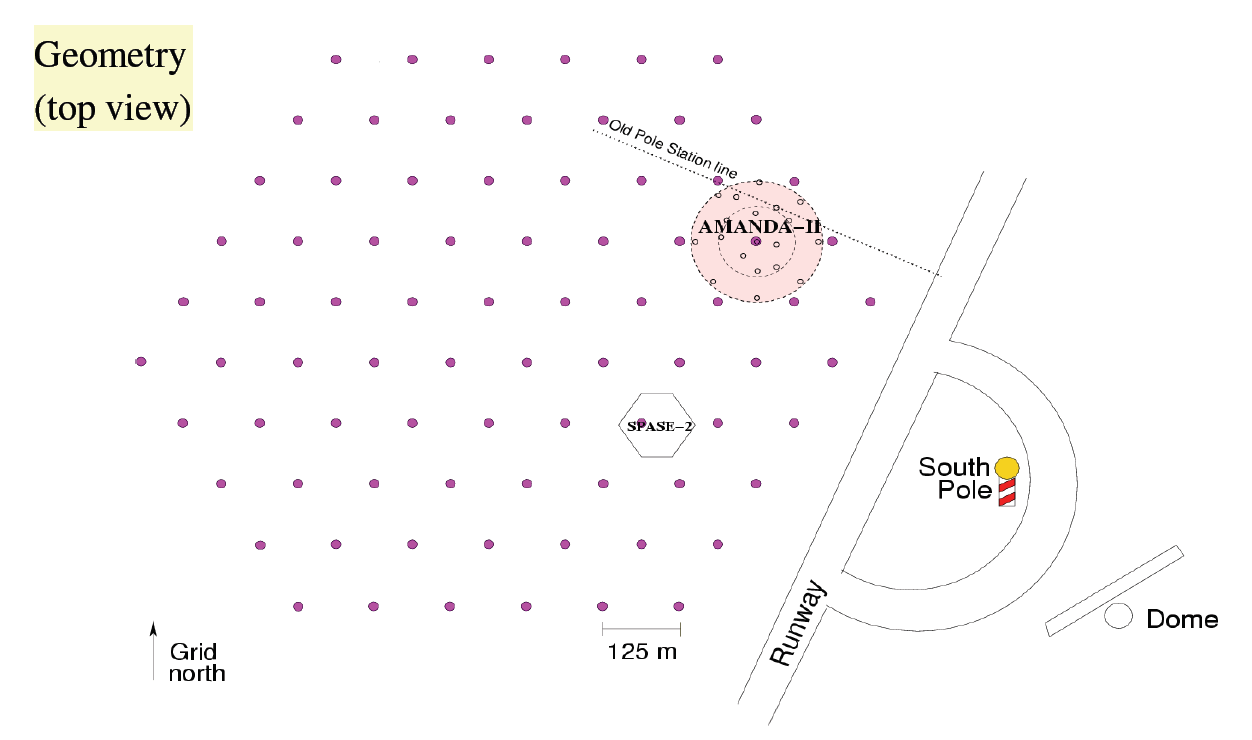 Geometry
(top view)
Old Pole Station line
AMANDA-II
SPASE-2
South
Pole
Runway
Dome
125 m
Grid
north